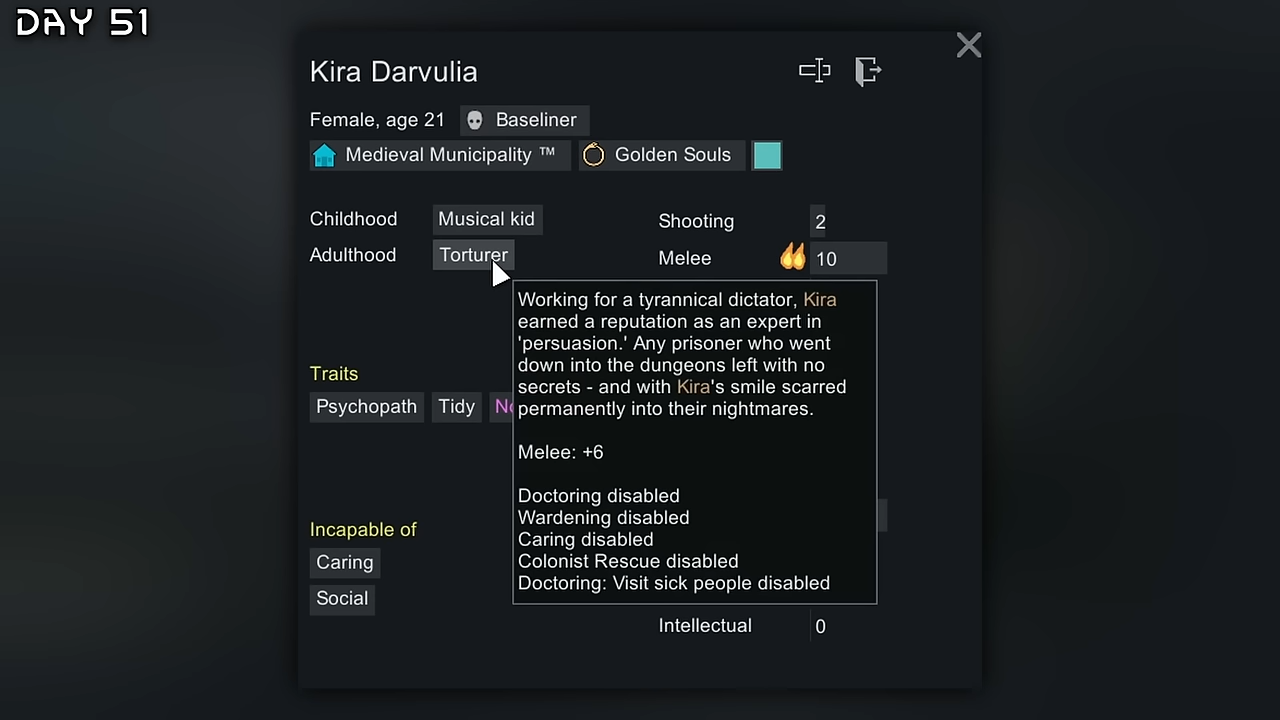 DAY 51
Kira Darvulia
Female, age 21 Baseliner
Medieval Municipality ™ Golden Souls
Childhood Musical kid Shooting 2
Adulthood Torturer Melee 10
Working for a tyrannical dictator, Kira
earned a reputation as an expert in
'persuasion.' Any prisoner who went
down into the dungeons left with no
secrets - and with Kira's smile scarred
permanently into their nightmares.
Melee: +6
Doctoring disabled
Wardening disabled
Caring disabled
Colonist Rescue disabled
Doctoring: Visit sick people disabled
Traits
Psychopath Tidy
Incapable of
Caring
Social
Intellectual 0